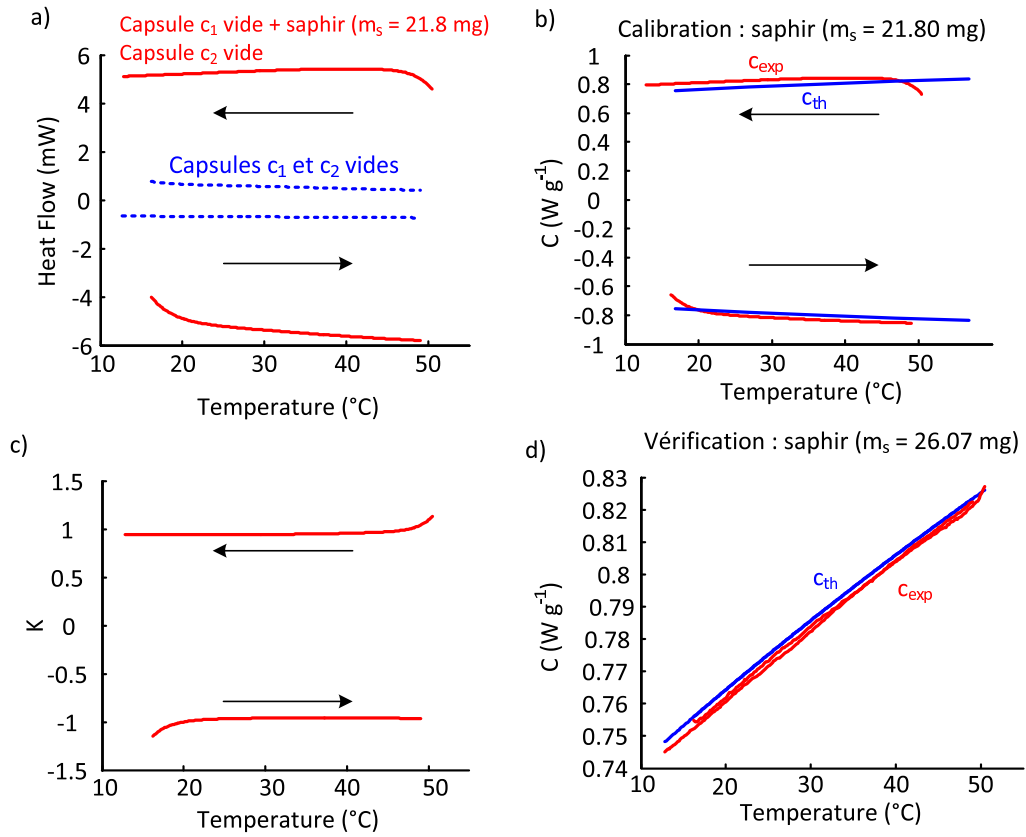 a)
Capsule c1 vide + saphir (ms = 21.8 mg)
Capsule c2 vide
6
4
2
0
-2
-4
-6
Heat Flow (mW)
Capsules c1 et c2 vides
10
20
30
40
50
Temperature (°C)
b)
Calibration : saphir (ms = 21.80 mg)
1
0.8
0.6
0.4
0.2
0
-0.2
-0.4
-0.6
-0.8
-1
C (W g-1)
cexp
cth
10
20
30
40
50
Temperature (°C)
c)
1.5
1
0.5
0
-0.5
-1
-1.5
K
10
20
30
40
50
Temperature (°C)
d)
Vérification : saphir (ms = 26.07 mg)
0.83
0.82
0.81
0.8
0.79
0.78
0.77
0.76
0.75
0.74
C (W g-1)
cth
cexp
10
20
30
40
50
Temperature (°C)